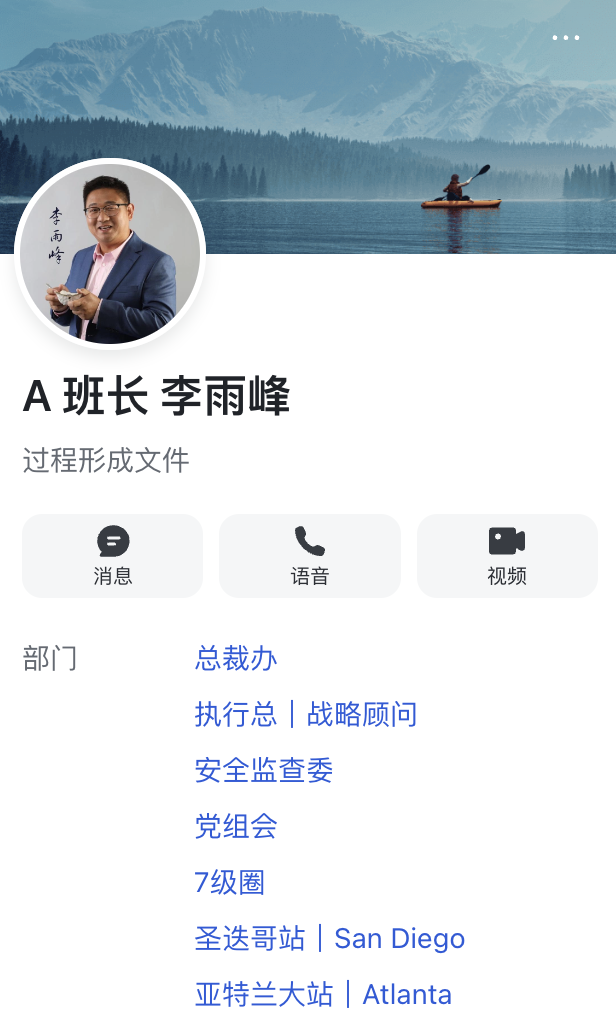 李雨峰
A 班长 李雨峰
过程形成文件
消息
语音
视频
部门
总裁办
执行总｜战略顾问
安全监查委
党组会
7级圈
圣迭哥站｜San Diego
亚特兰大站｜Atlanta